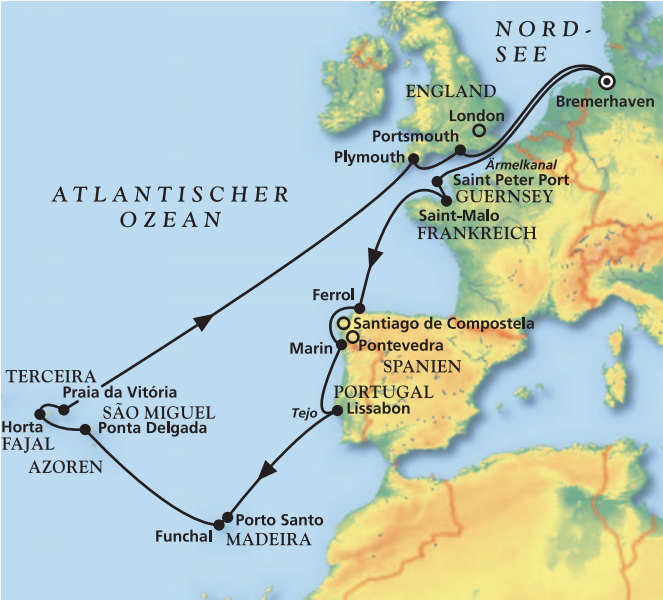 NORD-
SEE
ENGLAND
Bremerhaven
London
Portsmouth
Plymouth
Ärmelkanal
Saint Peter Port
GUERNSEY
ATLANTISCHER
OZEAN
Saint-Malo
FRANKREICH
Ferrol
Santiago de Compostela
Marin
Pontevedra
SPANIEN
TERCEIRA
Praia da Vitória
PORTUGAL
Tejo
Lissabon
SÃO MIGUEL
Horta
Ponta Delgada
FAJAL
AZOREN
Porto Santo
Funchal
MADEIRA